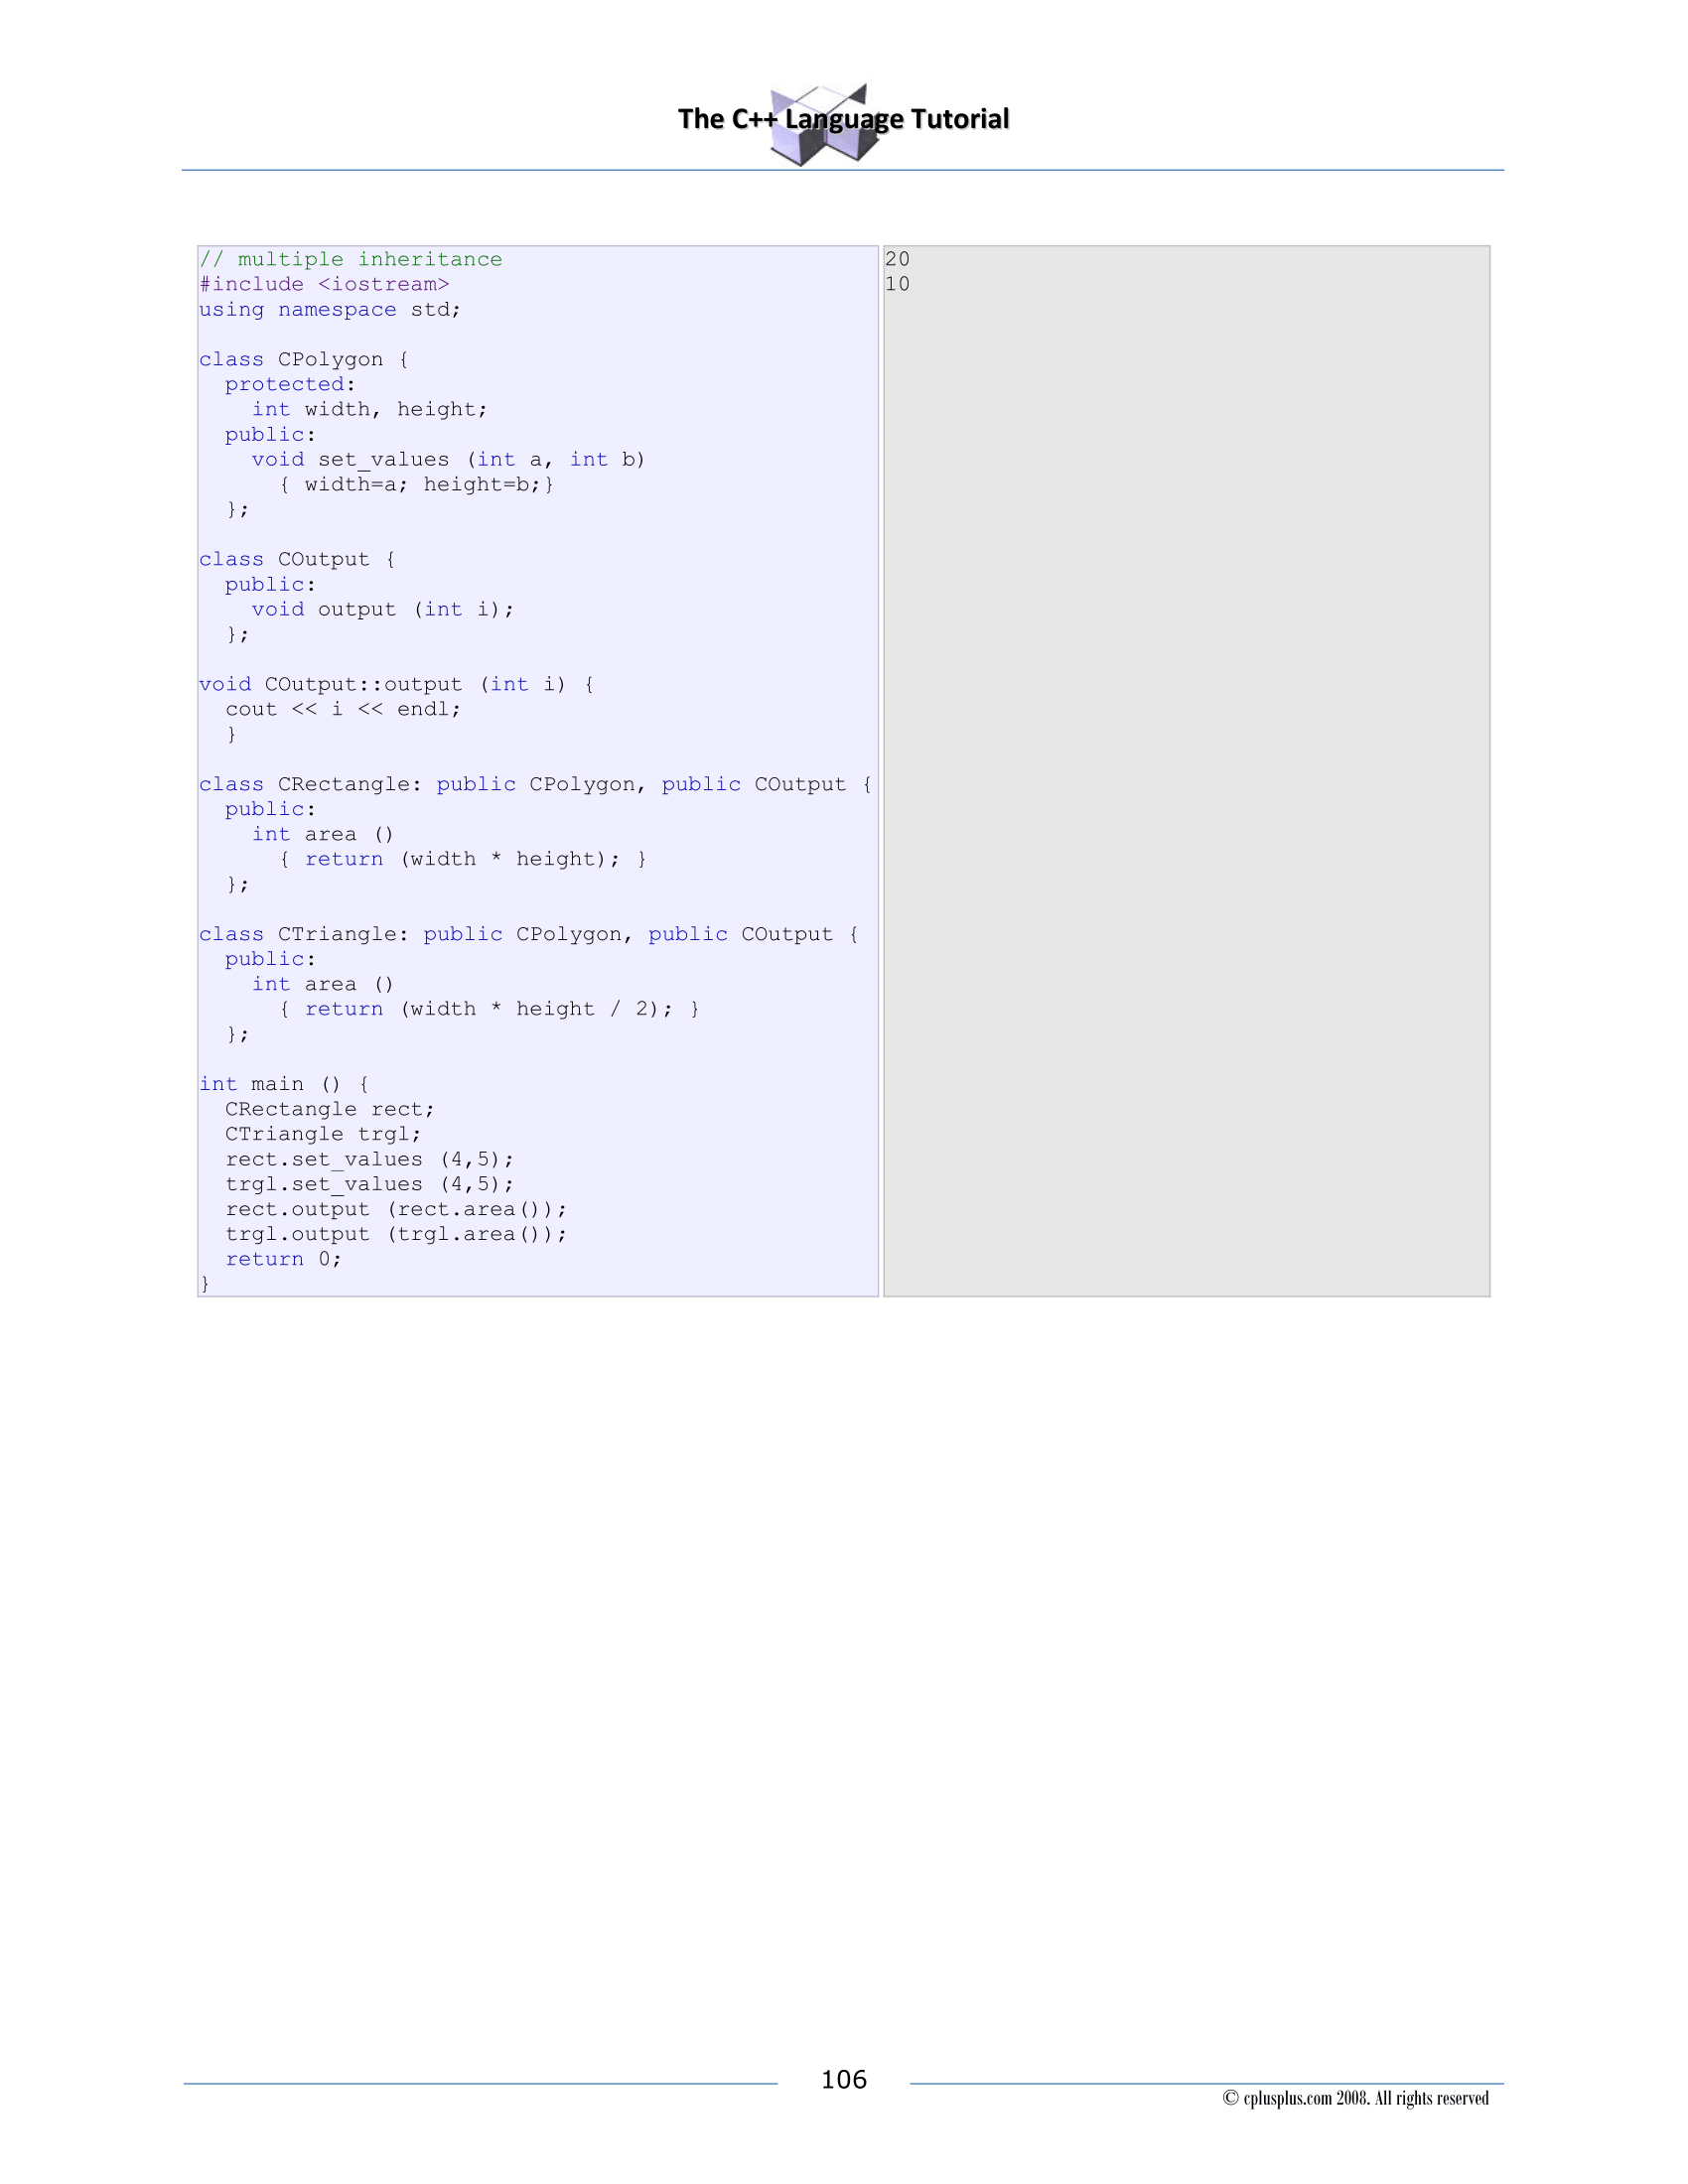 The C++ Language Tutorial
// multiple inheritance
#include <iostream>
using namespace std;

class CPolygon {
  protected:
    int width, height;
  public:
    void set_values (int a, int b)
      { width=a; height=b;}
  };

class COutput {
  public:
    void output (int i);
  };

void COutput::output (int i) {
  cout << i << endl;
  }

class CRectangle: public CPolygon, public COutput {
  public:
    int area ()
      { return (width * height); }
  };

class CTriangle: public CPolygon, public COutput {
  public:
    int area ()
      { return (width * height / 2); }
  };

int main () {
  CRectangle rect;
  CTriangle trgl;
  rect.set_values (4,5);
  trgl.set_values (4,5);
  rect.output (rect.area());
  trgl.output (trgl.area());
  return 0;
}
20
10
106
© cplusplus.com 2008. All rights reserved